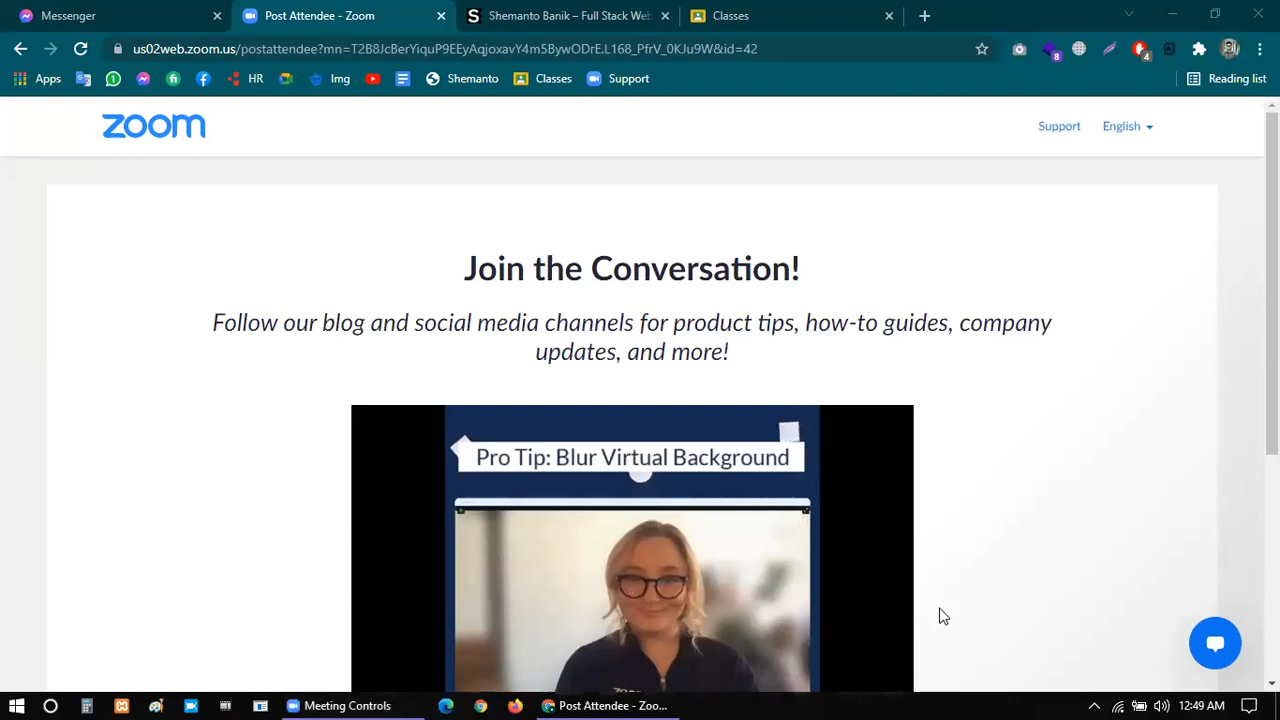 Messenger
Post Attendee - Zoom
Shemanto Banik – Full Stack Web
Classes
us02web.zoom.us/postattendee?mn=T2B8JcBerYiquP9EEyAqjoxavY4m5BywODrE.L168_PfrV_0KJu9W&id=42
8
4
Apps
HR
Img
Shemanto
Classes
Support
Reading list
zoom
Support
English
Join the Conversation!
Follow our blog and social media channels for product tips, how-to guides, company
updates, and more!
Pro Tip: Blur Virtual Background
Meeting Controls
Post Attendee - Zoo...
12:49 AM